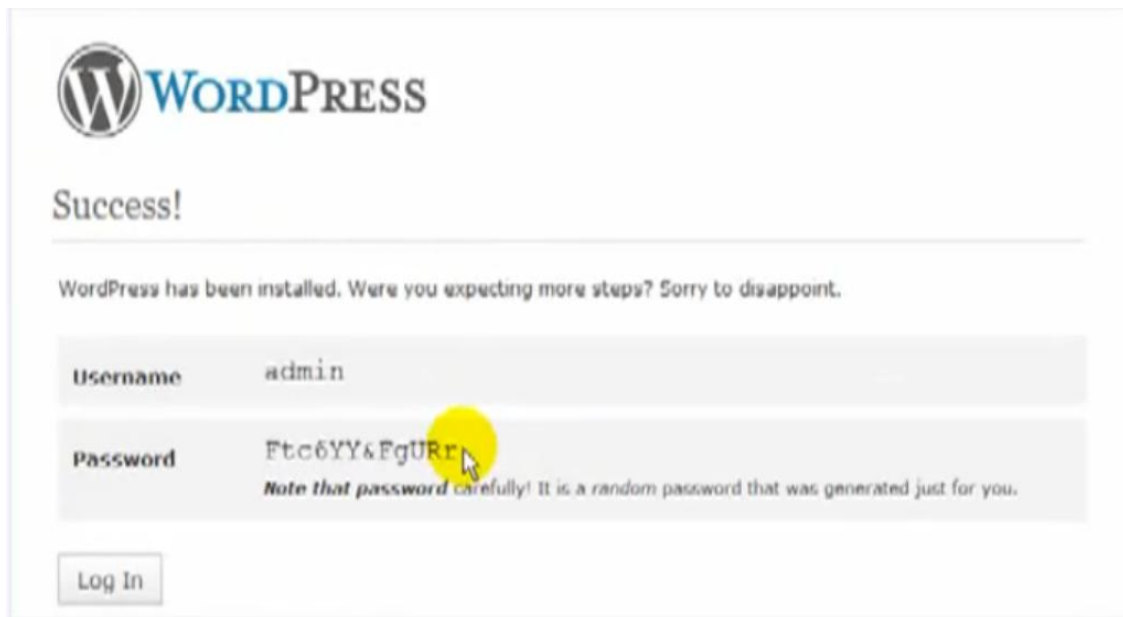 WORDPRESS
Success!
WordPress has been installed. Were you expecting more steps? Sorry to disappoint.
Username admin
Password Ftc6YY&FgURr
Note that password carefully! It is a random password that was generated just for you.
Log In